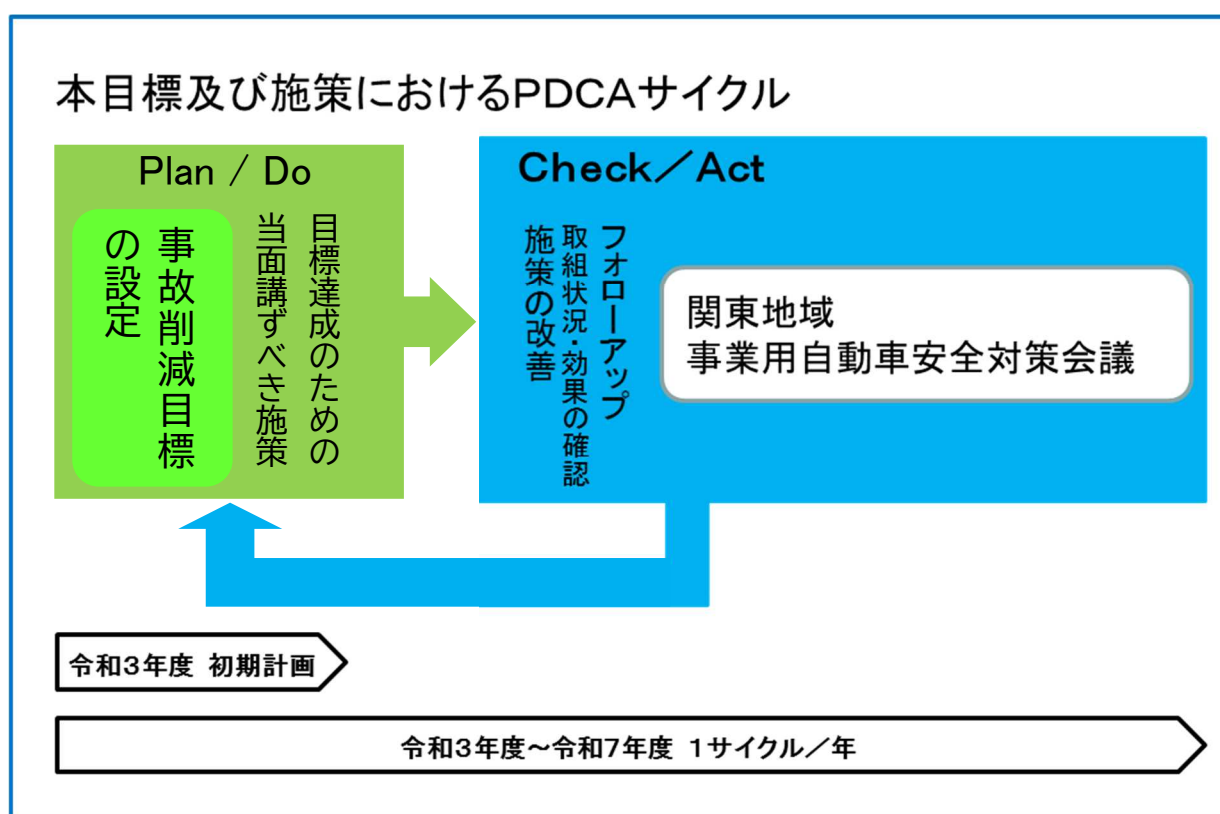 本目標及び施策におけるPDCAサイクル
Plan / Do
事故削減目標
の設定
目標達成のための
当面講ずべき施策
Check／Act
フォローアップ
取組状況・効果の確認
施策の改善
関東地域
事業用自動車安全対策会議
令和3年度 初期計画
令和3年度～令和7年度 1サイクル／年